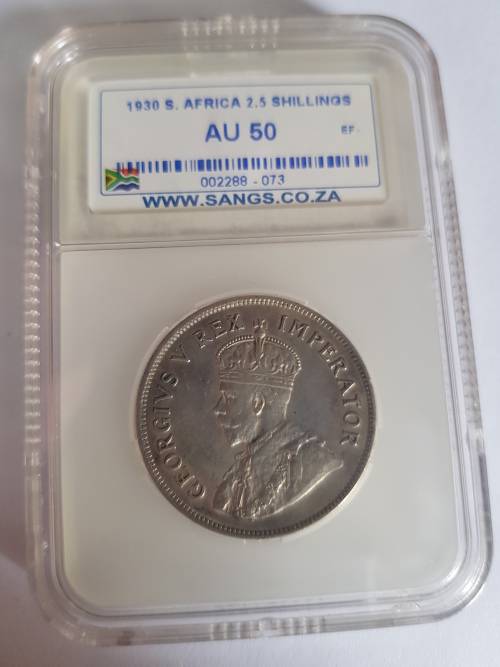 1930 S. AFRICA 2.5 SHILLINGS
AU 50
EF
002288 - 073
WWW.SANGS.CO.ZA
GEORGIVS V REX IMPERATOR